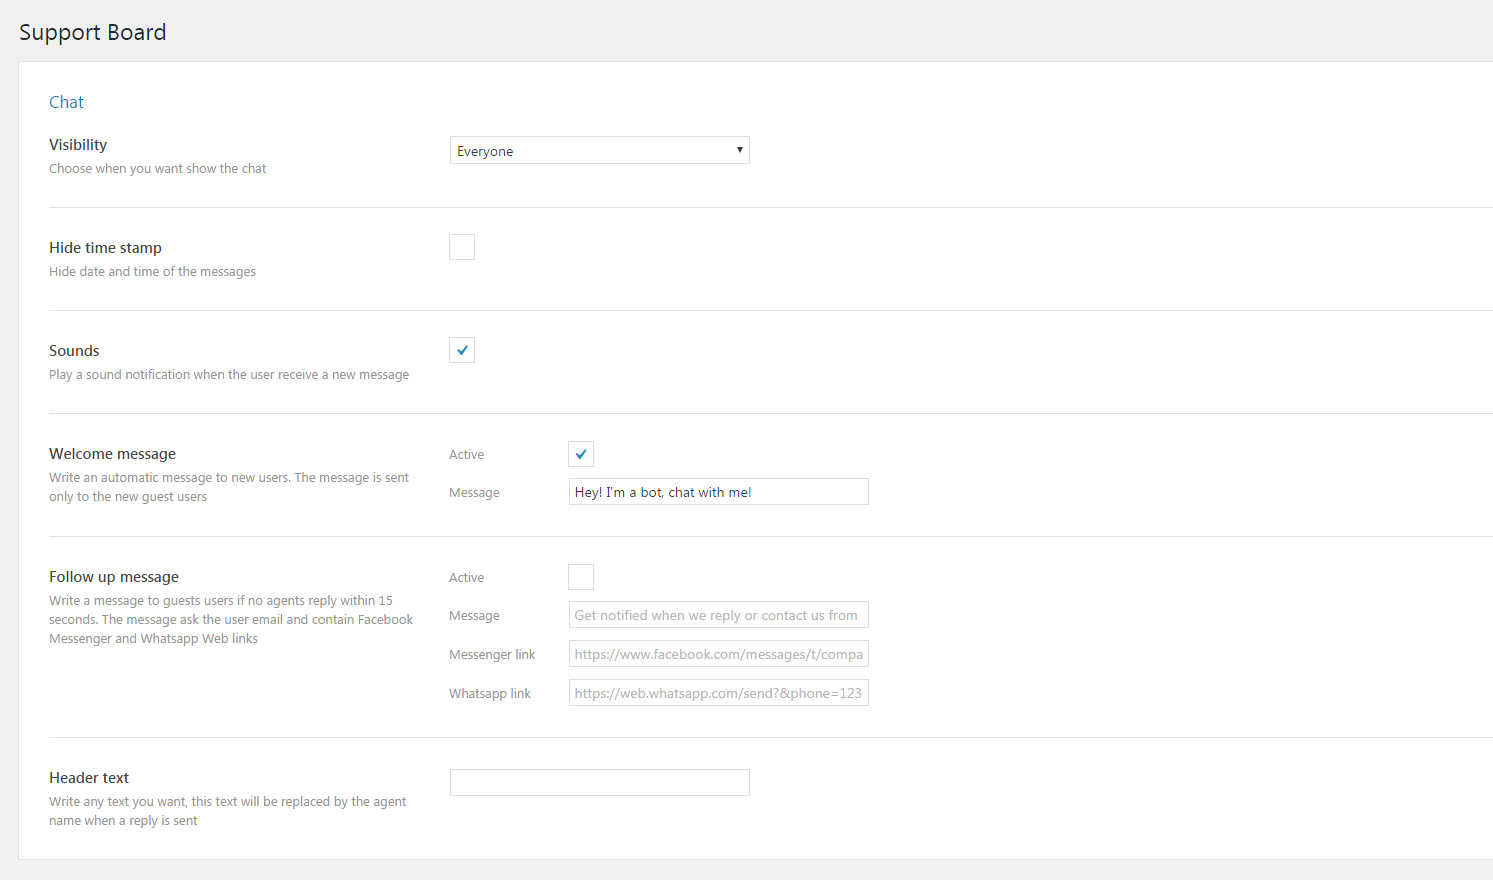 Support Board
Chat
Visibility
Choose when you want show the chat
Everyone
Hide time stamp
Hide date and time of the messages
Sounds
Play a sound notification when the user receive a new message
Welcome message
Write an automatic message to new users. The message is sent
only to the new guest users
Active
Message
Hey! I'm a bot, chat with me!
Follow up message
Write a message to guests users if no agents reply within 15
seconds. The message ask the user email and contain Facebook
Messenger and Whatsapp Web links
Active
Message
Get notified when we reply or contact us from
Messenger link
https://www.facebook.com/messages/t/compa
Whatsapp link
https://web.whatsapp.com/send?&phone=123
Header text
Write any text you want, this text will be replaced by the agent
name when a reply is sent